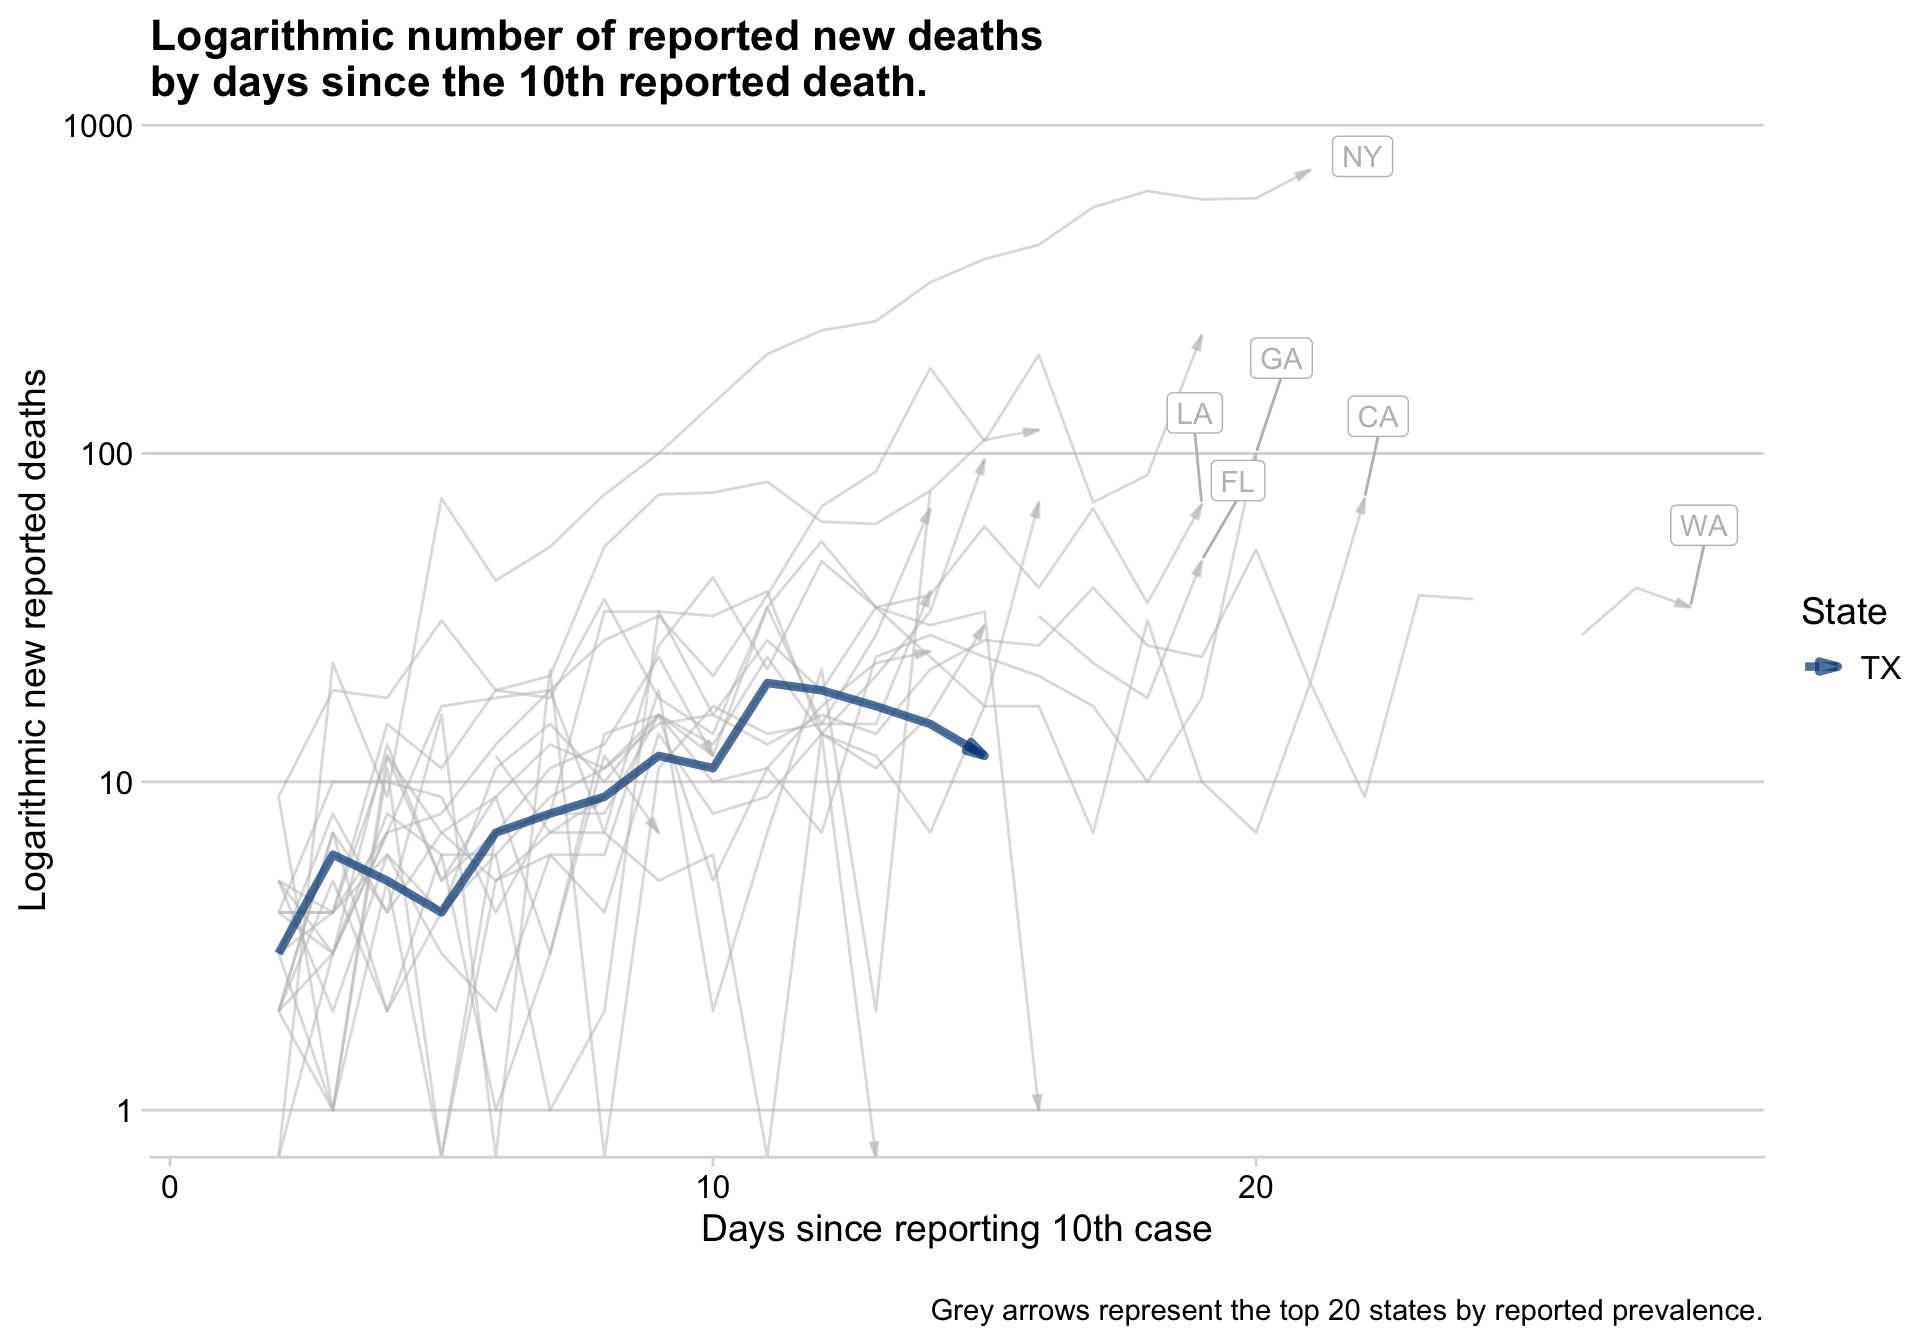 Logarithmic number of reported new deaths
by days since the 10th reported death.
1000
100
10
1
Logarithmic new reported deaths
NY
GA
LA
CA
FL
WA
State
TX
0
10
20
Days since reporting 10th case
Grey arrows represent the top 20 states by reported prevalence.